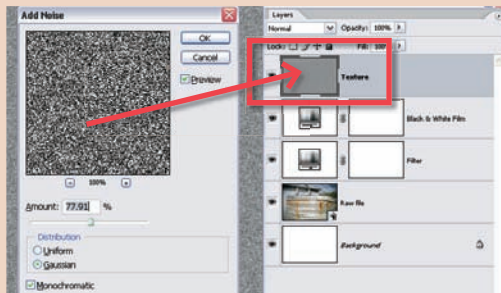 Add Noise
OK
Cancel
Preview
100%
Amount: 77.91 %
Distribution
Uniform
Gaussian
Monochromatic
Layers
Normal Opacity: 100%
Lock: Fill: 100%
Texture
Black & White Film
Filter
Raw file
Background